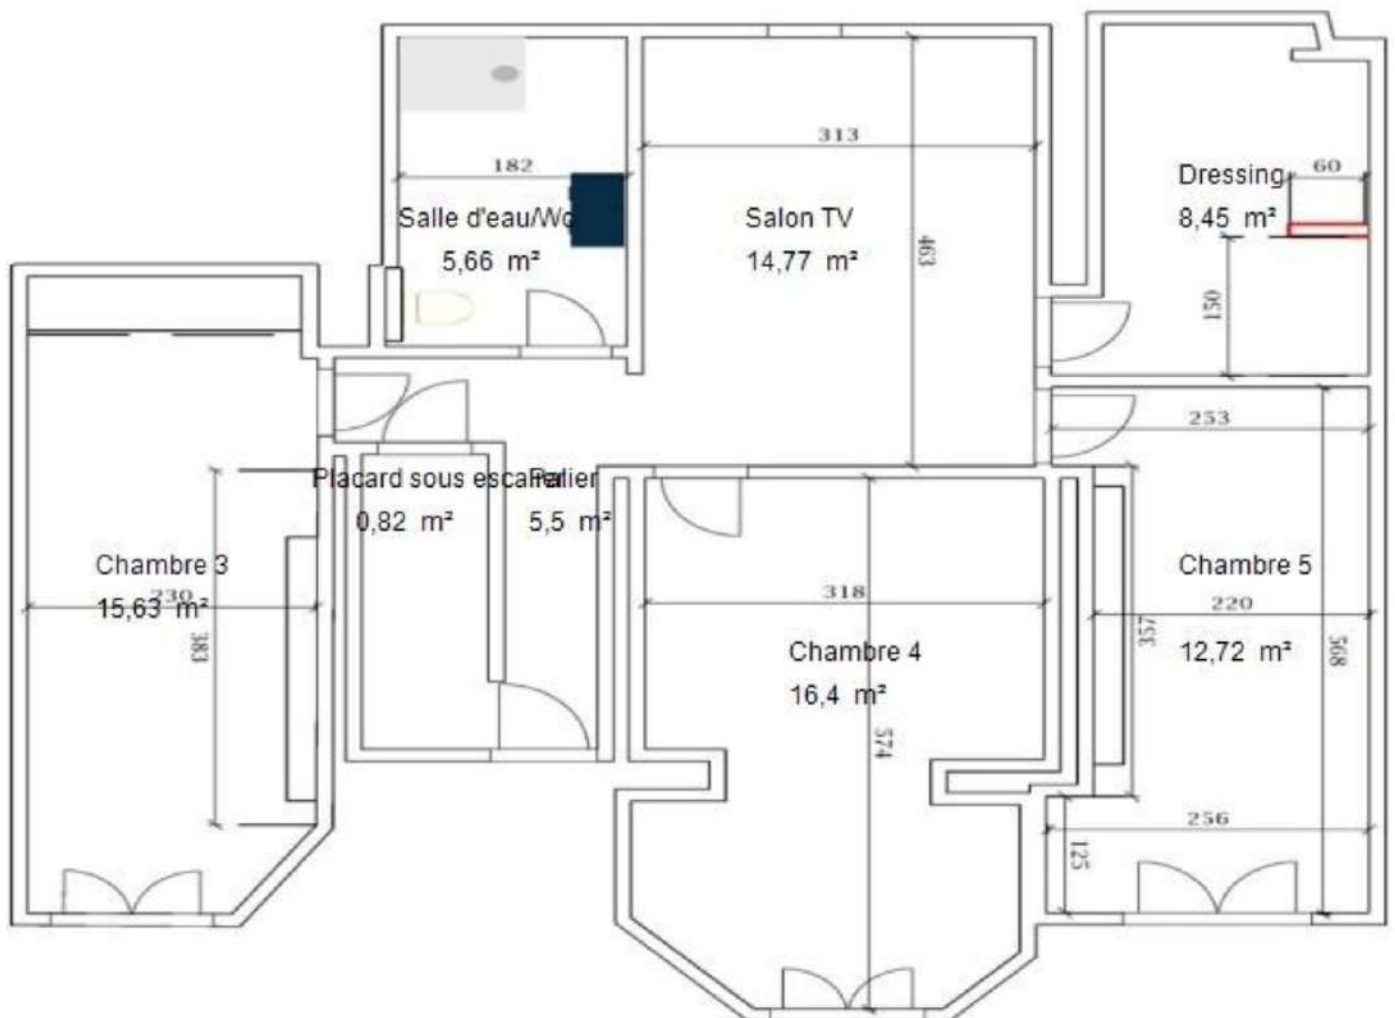 313
182
60
Dressing
8,45 m²
Salle d'eau/Wc
5,66 m²
Salon TV
14,77 m²
463
150
253
Placard sous escalier
0,82 m²
Palier
5,5 m²
Chambre 3
15,63 m²
230
383
318
Chambre 4
16,4 m²
574
Chambre 5
220
12,72 m²
357
568
256
125